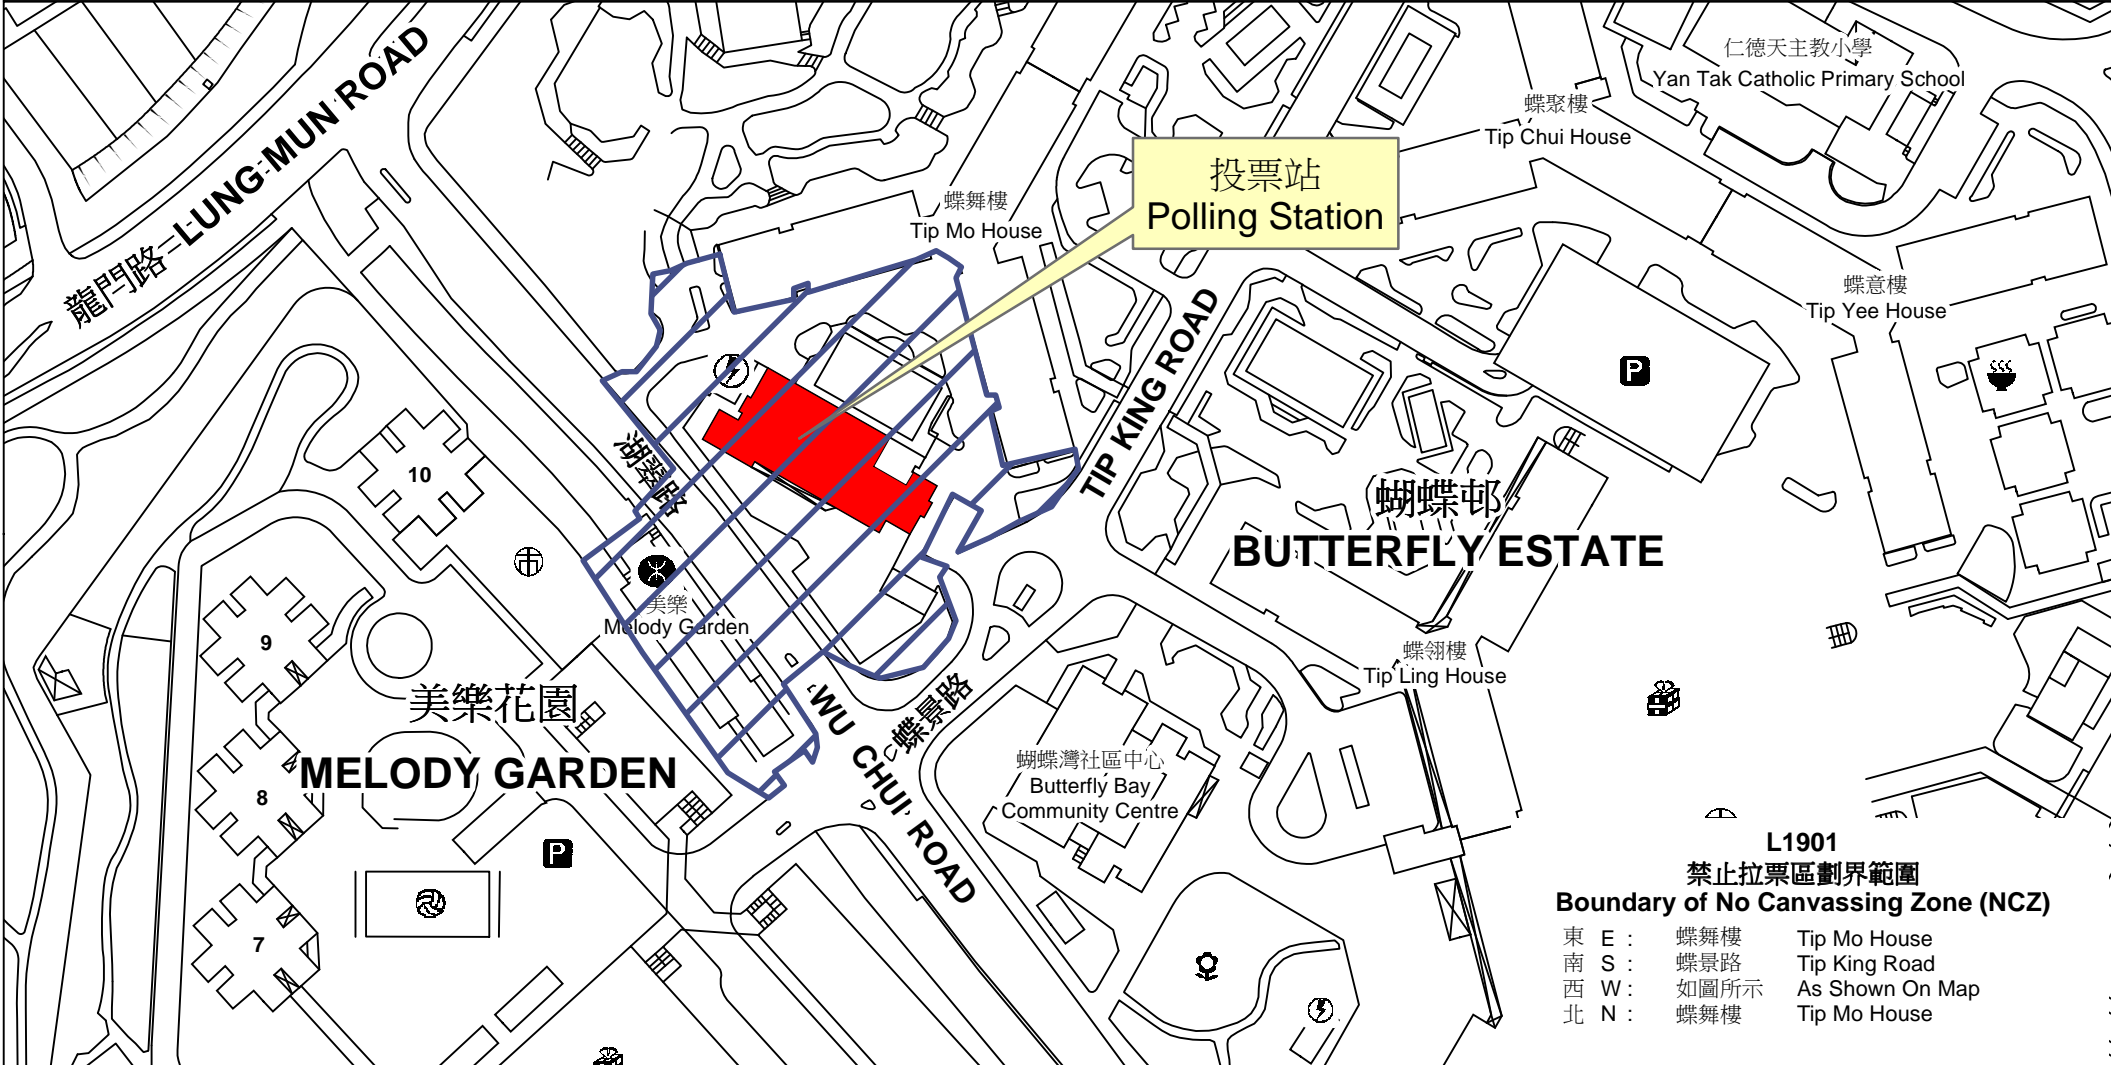 龍門路 LUNG MUN ROAD
仁德天主教小學
Yan Tak Catholic Primary School
蝶聚樓
Tip Chui House
投票站
Polling Station
蝶舞樓
Tip Mo House
蝶意樓
Tip Yee House
TIP KING ROAD
蝶景路
湖翠路
WU CHUI ROAD
P
蝴蝶邨
BUTTERFLY ESTATE
10
9
8
7
美樂
Melody Garden
美樂花園
MELODY GARDEN
P
蝶翎樓
Tip Ling House
蝴蝶灣社區中心
Butterfly Bay
Community Centre
L1901
禁止拉票區劃界範圍
Boundary of No Canvassing Zone (NCZ)
東 E : 蝶舞樓 Tip Mo House
南 S : 蝶景路 Tip King Road
西 W : 如圖所示 As Shown On Map
北 N : 蝶舞樓 Tip Mo House